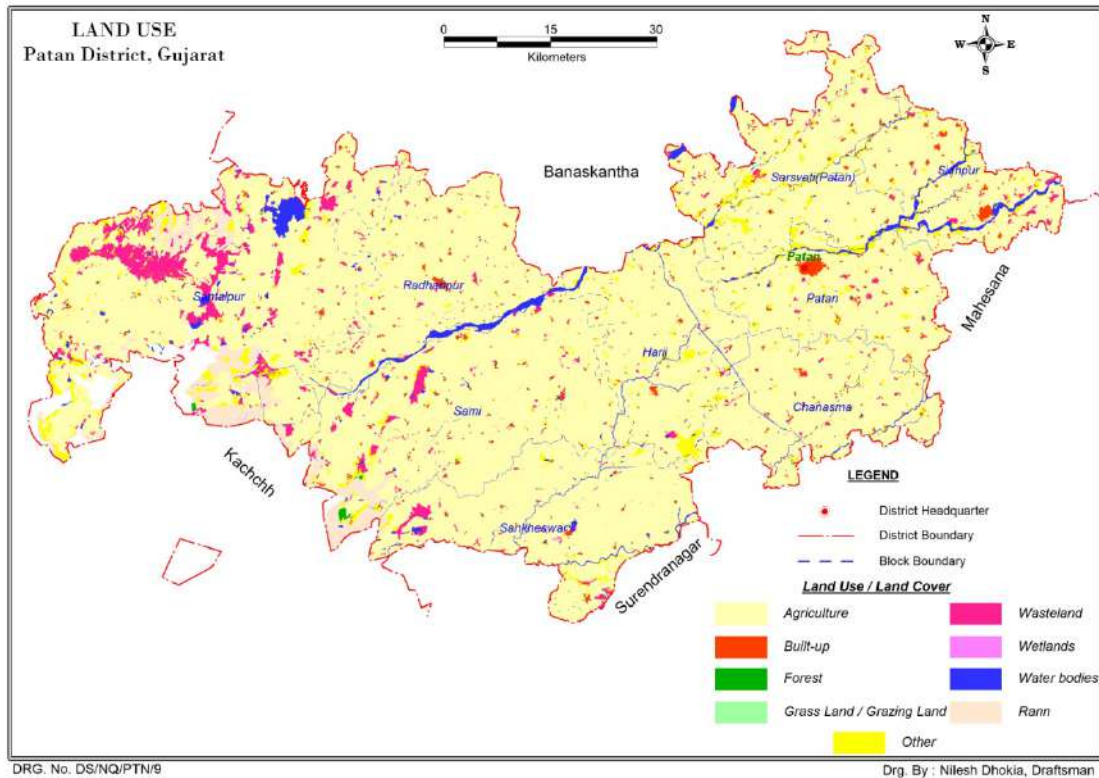 LAND USE
Patan District, Gujarat
0 15 30
Kilometers
N
W E
S
Banaskantha
Sarsvati(Patan)
Sidhpur
Patan
Patan
Mahesana
Santalpur
Radhanpur
Harij
Sami
Chanasma
Kachchh
Sankheswar
Surendranagar
LEGEND
District Headquarter
District Boundary
Block Boundary
Land Use / Land Cover
Agriculture Wasteland
Built-up Wetlands
Forest Water bodies
Grass Land / Grazing Land Rann
Other
DRG. No. DS/NQ/PTN/9 Drg. By : Nilesh Dhokia, Draftsman